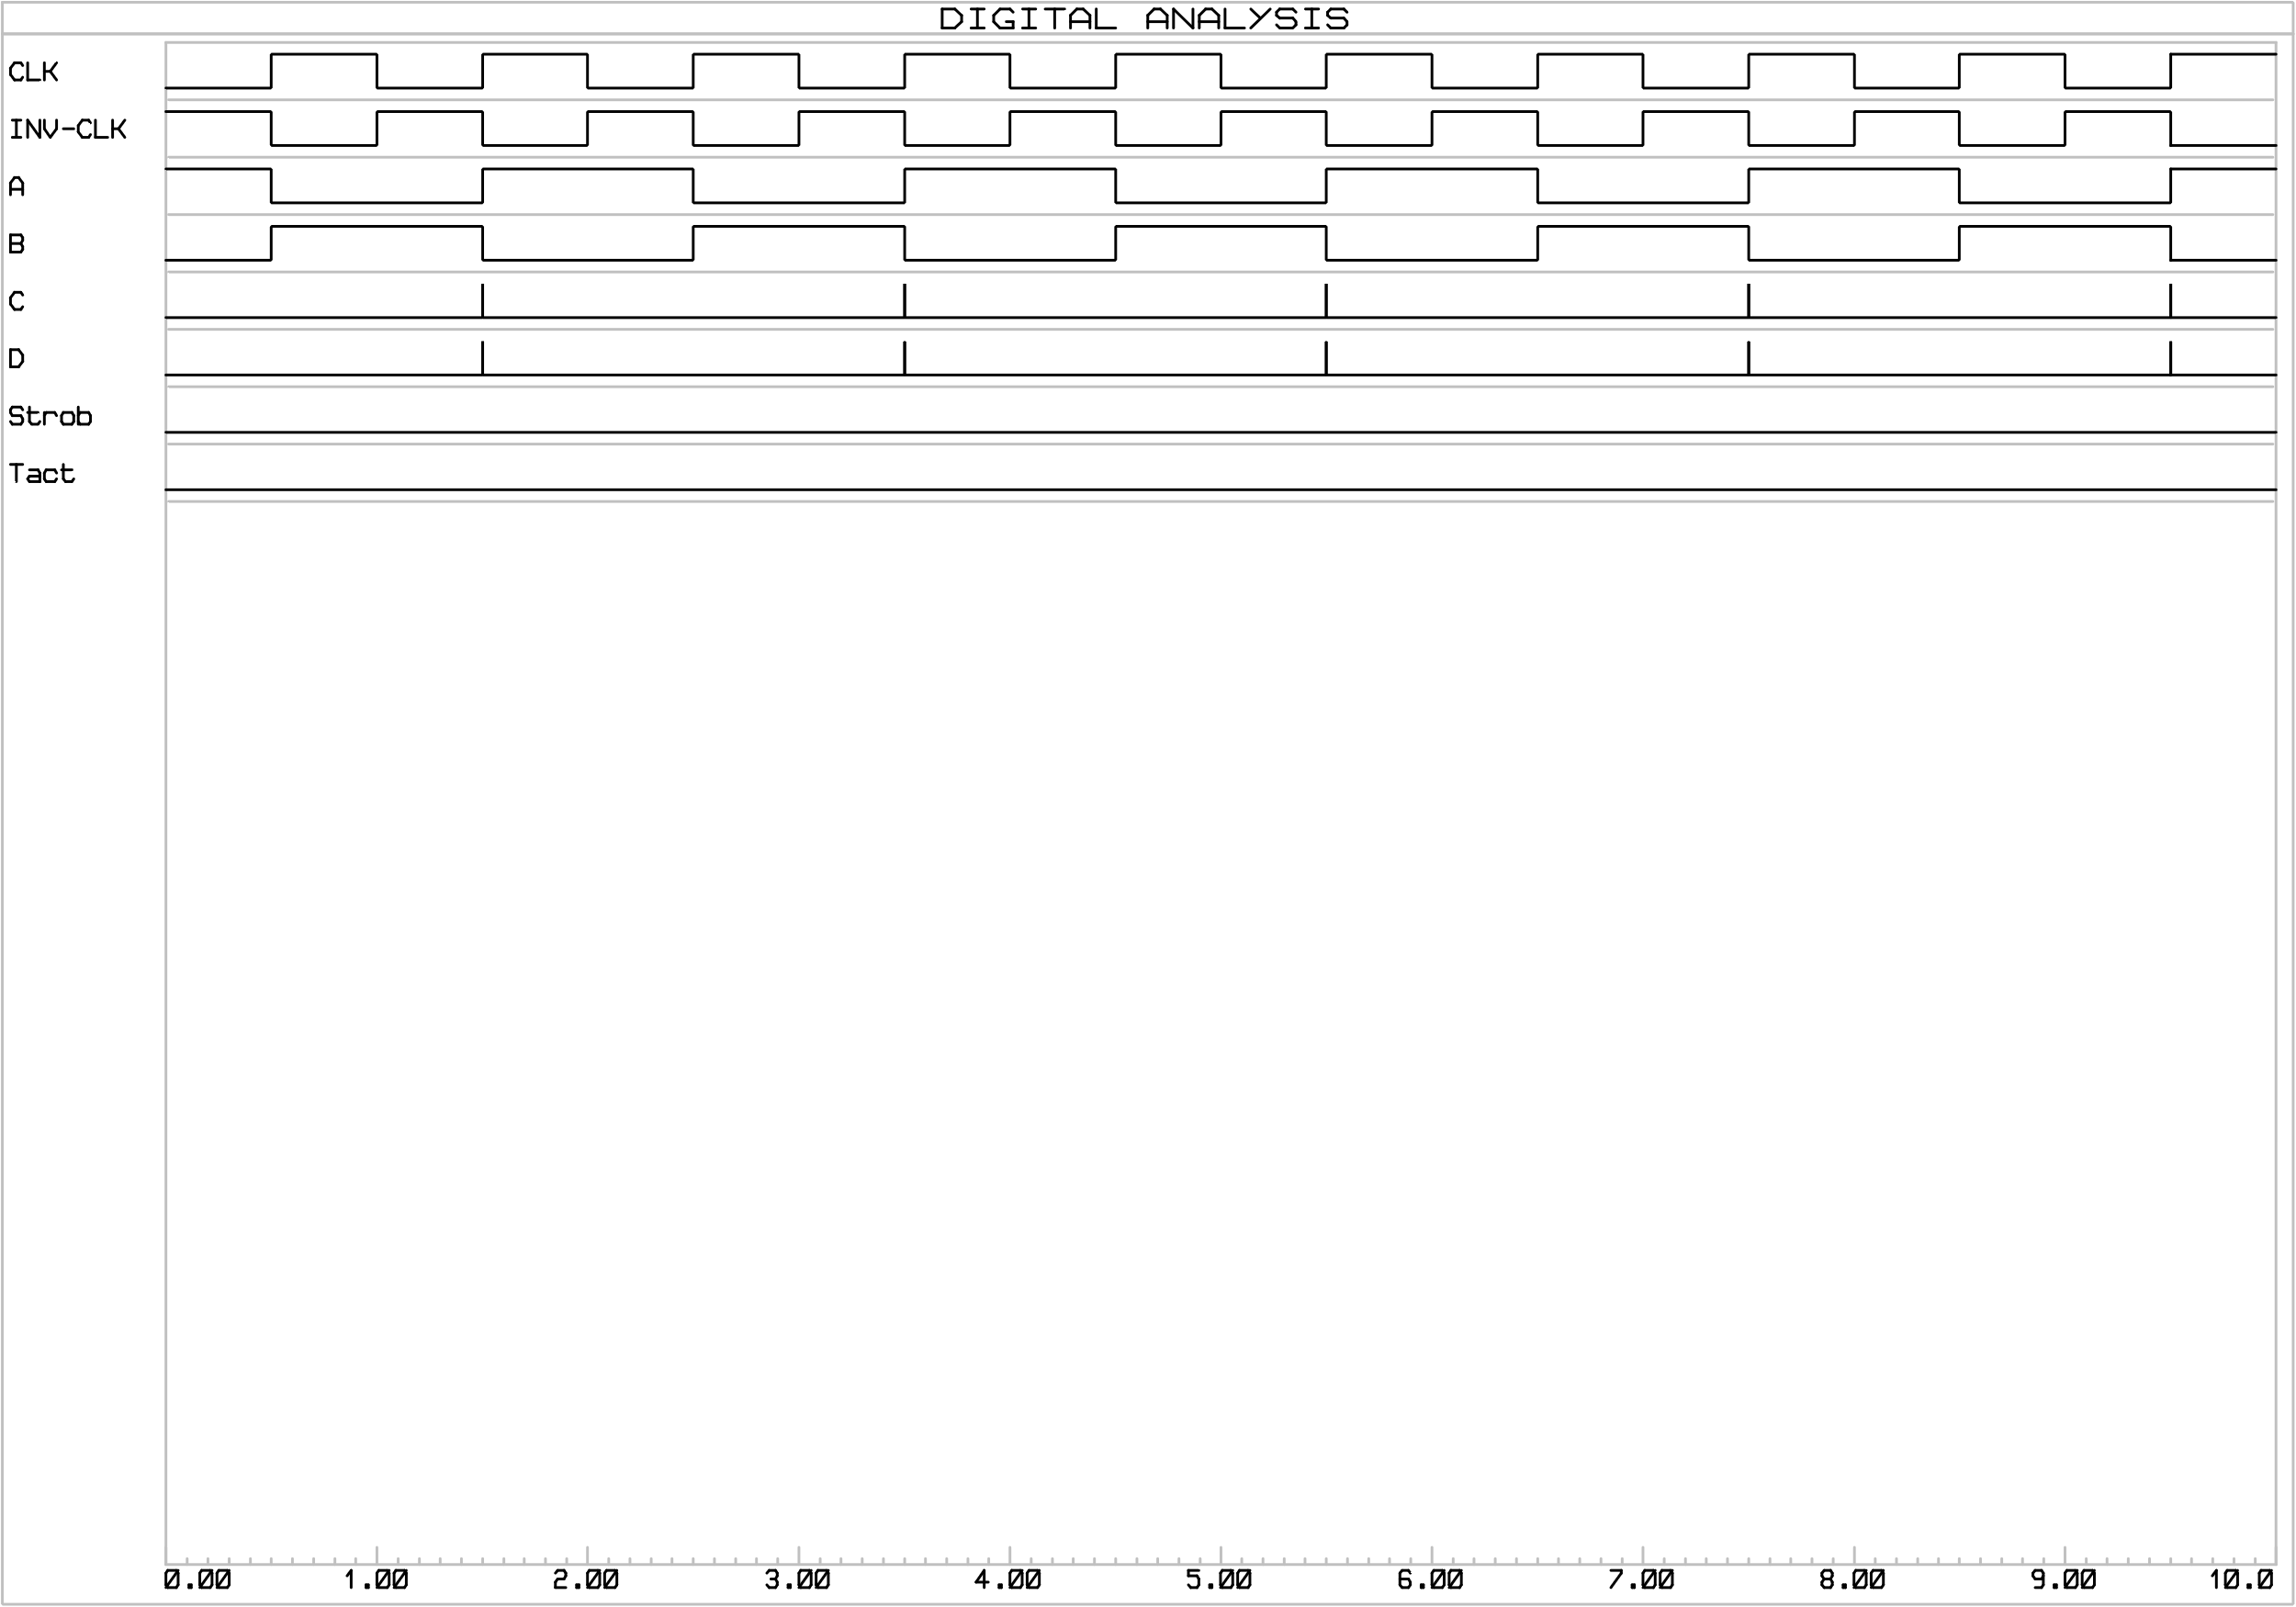 DIGITAL ANALYSIS
CLK
INV-CLK
A
B
C
D
Strob
Tact
0.00 1.00 2.00 3.00 4.00 5.00 6.00 7.00 8.00 9.00 10.0